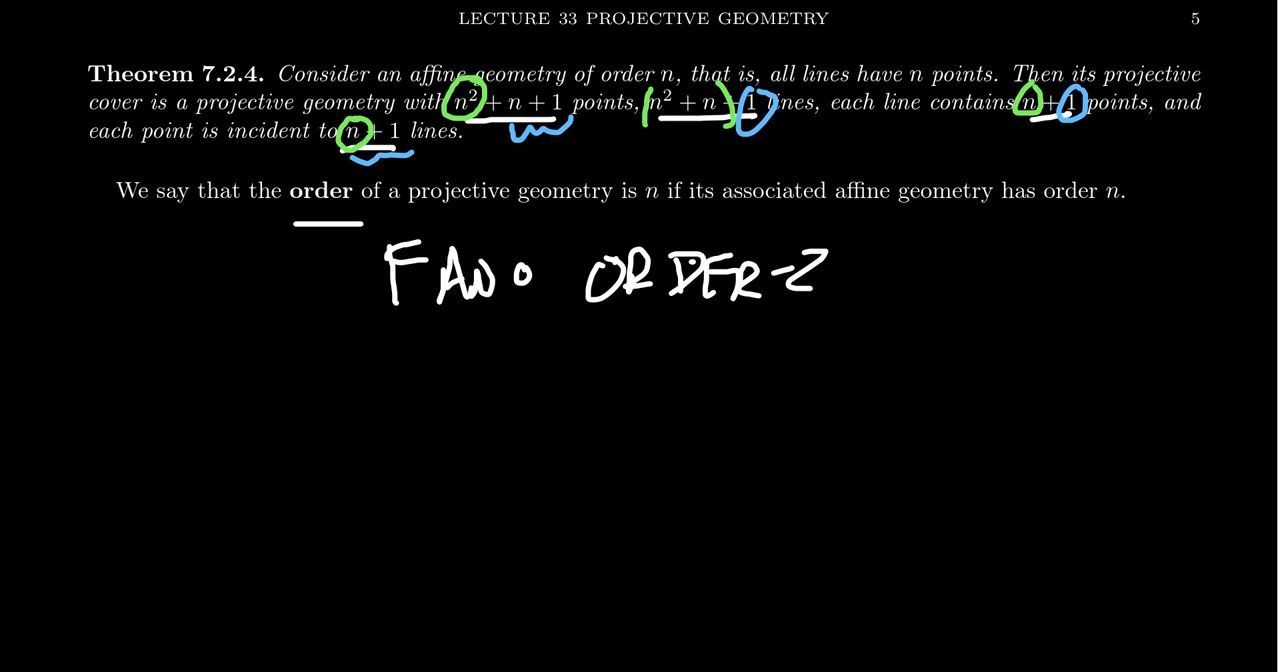 LECTURE 33 PROJECTIVE GEOMETRY 5
Theorem 7.2.4. Consider an affine geometry of order n, that is, all lines have n points. Then its projective
cover is a projective geometry with n² + n + 1 points, n² + n + 1 lines, each line contains n + 1 points, and
each point is incident to n + 1 lines.
We say that the order of a projective geometry is n if its associated affine geometry has order n.
FANO ORDER=2